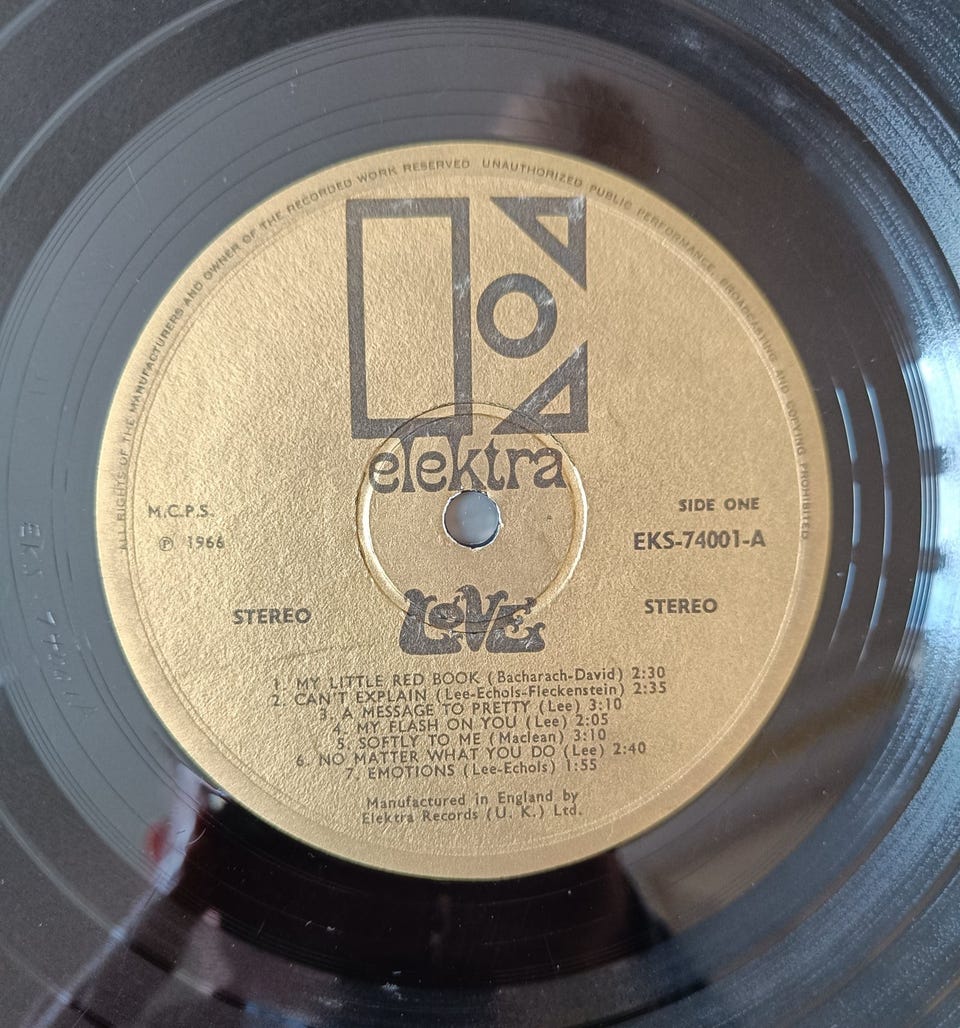 ALL RIGHTS OF THE MANUFACTURERS AND OWNER OF THE RECORDED WORK RESERVED UNAUTHORIZED PUBLIC PERFORMANCE, BROADCASTING AND COPYING PROHIBITED
elektra
M.C.P.S.
SIDE ONE
℗ 1966
EKS-74001-A
STEREO
STEREO
LOVE
1. MY LITTLE RED BOOK (Bacharach-David) 2:30
2. CAN'T EXPLAIN (Lee-Echols-Fleckenstein) 2:35
3. A MESSAGE TO PRETTY (Lee) 3:10
4. MY FLASH ON YOU (Lee) 2:05
5. SOFTLY TO ME (Maclean) 3:10
6. NO MATTER WHAT YOU DO (Lee) 2:40
7. EMOTIONS (Lee-Echols) 1:55
Manufactured in England by
Elektra Records (U. K.) Ltd.